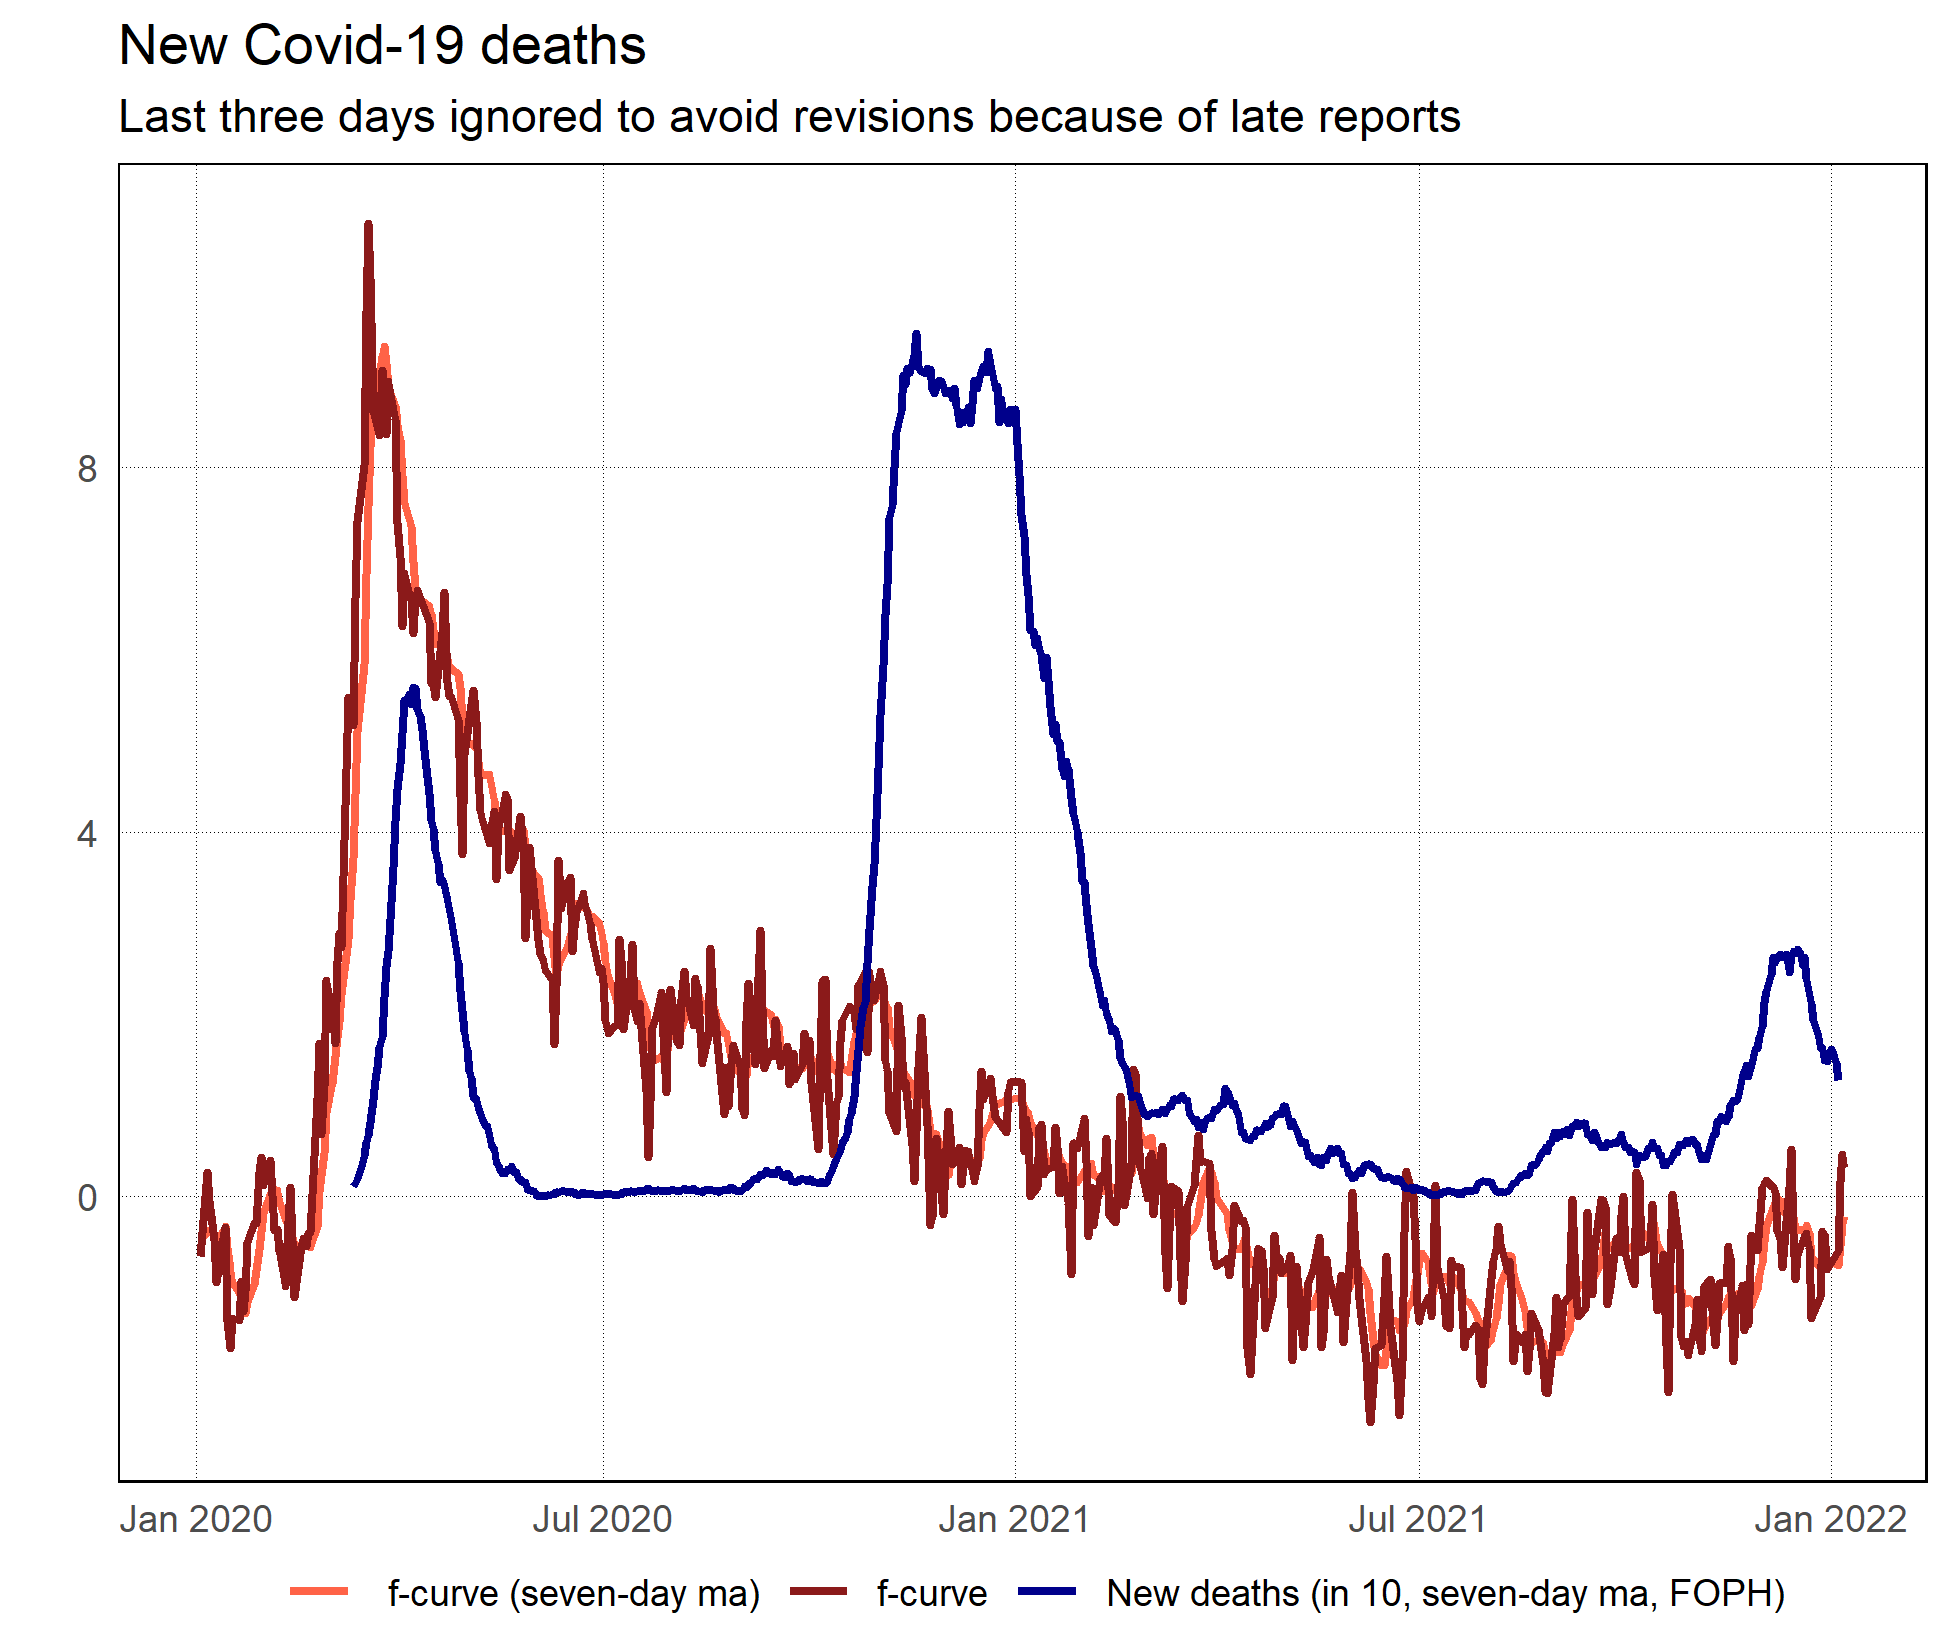 New Covid-19 deaths
Last three days ignored to avoid revisions because of late reports
8
4
0
Jan 2020 Jul 2020 Jan 2021 Jul 2021 Jan 2022
f-curve (seven-day ma) f-curve New deaths (in 10, seven-day ma, FOPH)